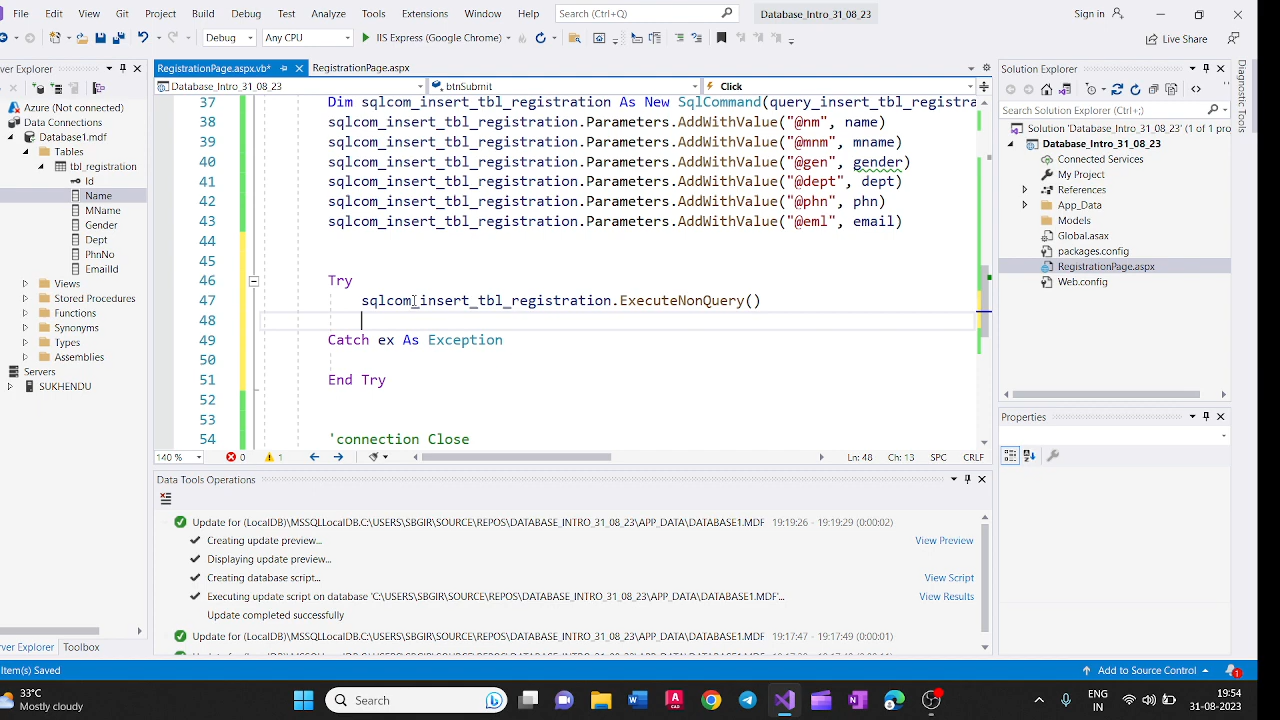 File Edit View Git Project Build Debug Test Analyze Tools Extensions Window Help Search (Ctrl+Q) Database_Intro_31_08_23 Sign in
Debug Any CPU IIS Express (Google Chrome) Live Share
erver Explorer
Azure (Not connected)
Data Connections
Database1.mdf
Tables
tbl_registration
Id
Name
MName
Gender
Dept
PhnNo
EmailId
Views
Stored Procedures
Functions
Synonyms
Types
Assemblies
Servers
SUKHENDU
erver Explorer Toolbox
RegistrationPage.aspx.vb* RegistrationPage.aspx
Database_Intro_31_08_23 btnSubmit Click
37 Dim sqlcom_insert_tbl_registration As New SqlCommand(query_insert_tbl_registra
38 sqlcom_insert_tbl_registration.Parameters.AddWithValue("@nm", name)
39 sqlcom_insert_tbl_registration.Parameters.AddWithValue("@mnm", mname)
40 sqlcom_insert_tbl_registration.Parameters.AddWithValue("@gen", gender)
41 sqlcom_insert_tbl_registration.Parameters.AddWithValue("@dept", dept)
42 sqlcom_insert_tbl_registration.Parameters.AddWithValue("@phn", phn)
43 sqlcom_insert_tbl_registration.Parameters.AddWithValue("@eml", email)
44
45
46 Try
47 sqlcom_insert_tbl_registration.ExecuteNonQuery()
48
49 Catch ex As Exception
50
51 End Try
52
53
54 'connection Close
140 % 0 1 Ln: 48 Ch: 13 SPC CRLF
Data Tools Operations
Update for (LocalDB)\MSSQLLocalDB.C:\USERS\SBGIR\SOURCE\REPOS\DATABASE_INTRO_31_08_23\APP_DATA\DATABASE1.MDF 19:19:26 - 19:19:29 (0:00:02)
Creating update preview... View Preview
Displaying update preview...
Creating database script... View Script
Executing update script on database 'C:\USERS\SBGIR\SOURCE\REPOS\DATABASE_INTRO_31_08_23\APP_DATA\DATABASE1.MDF'... View Results
Update completed successfully
Update for (LocalDB)\MSSQLLocalDB.C:\USERS\SBGIR\SOURCE\REPOS\DATABASE_INTRO_31_08_23\APP_DATA\DATABASE1.MDF 19:17:47 - 19:17:49 (0:00:01)
Solution Explorer
Search Solution Explorer (Ctrl+;)
Solution 'Database_Intro_31_08_23' (1 of 1 pro
Database_Intro_31_08_23
Connected Services
My Project
References
App_Data
Models
Global.asax
packages.config
RegistrationPage.aspx
Web.config
Properties
Diagnostic Tools
Item(s) Saved Add to Source Control 1
33°C
Mostly cloudy
Search
ENG
IN
19:54
31-08-2023